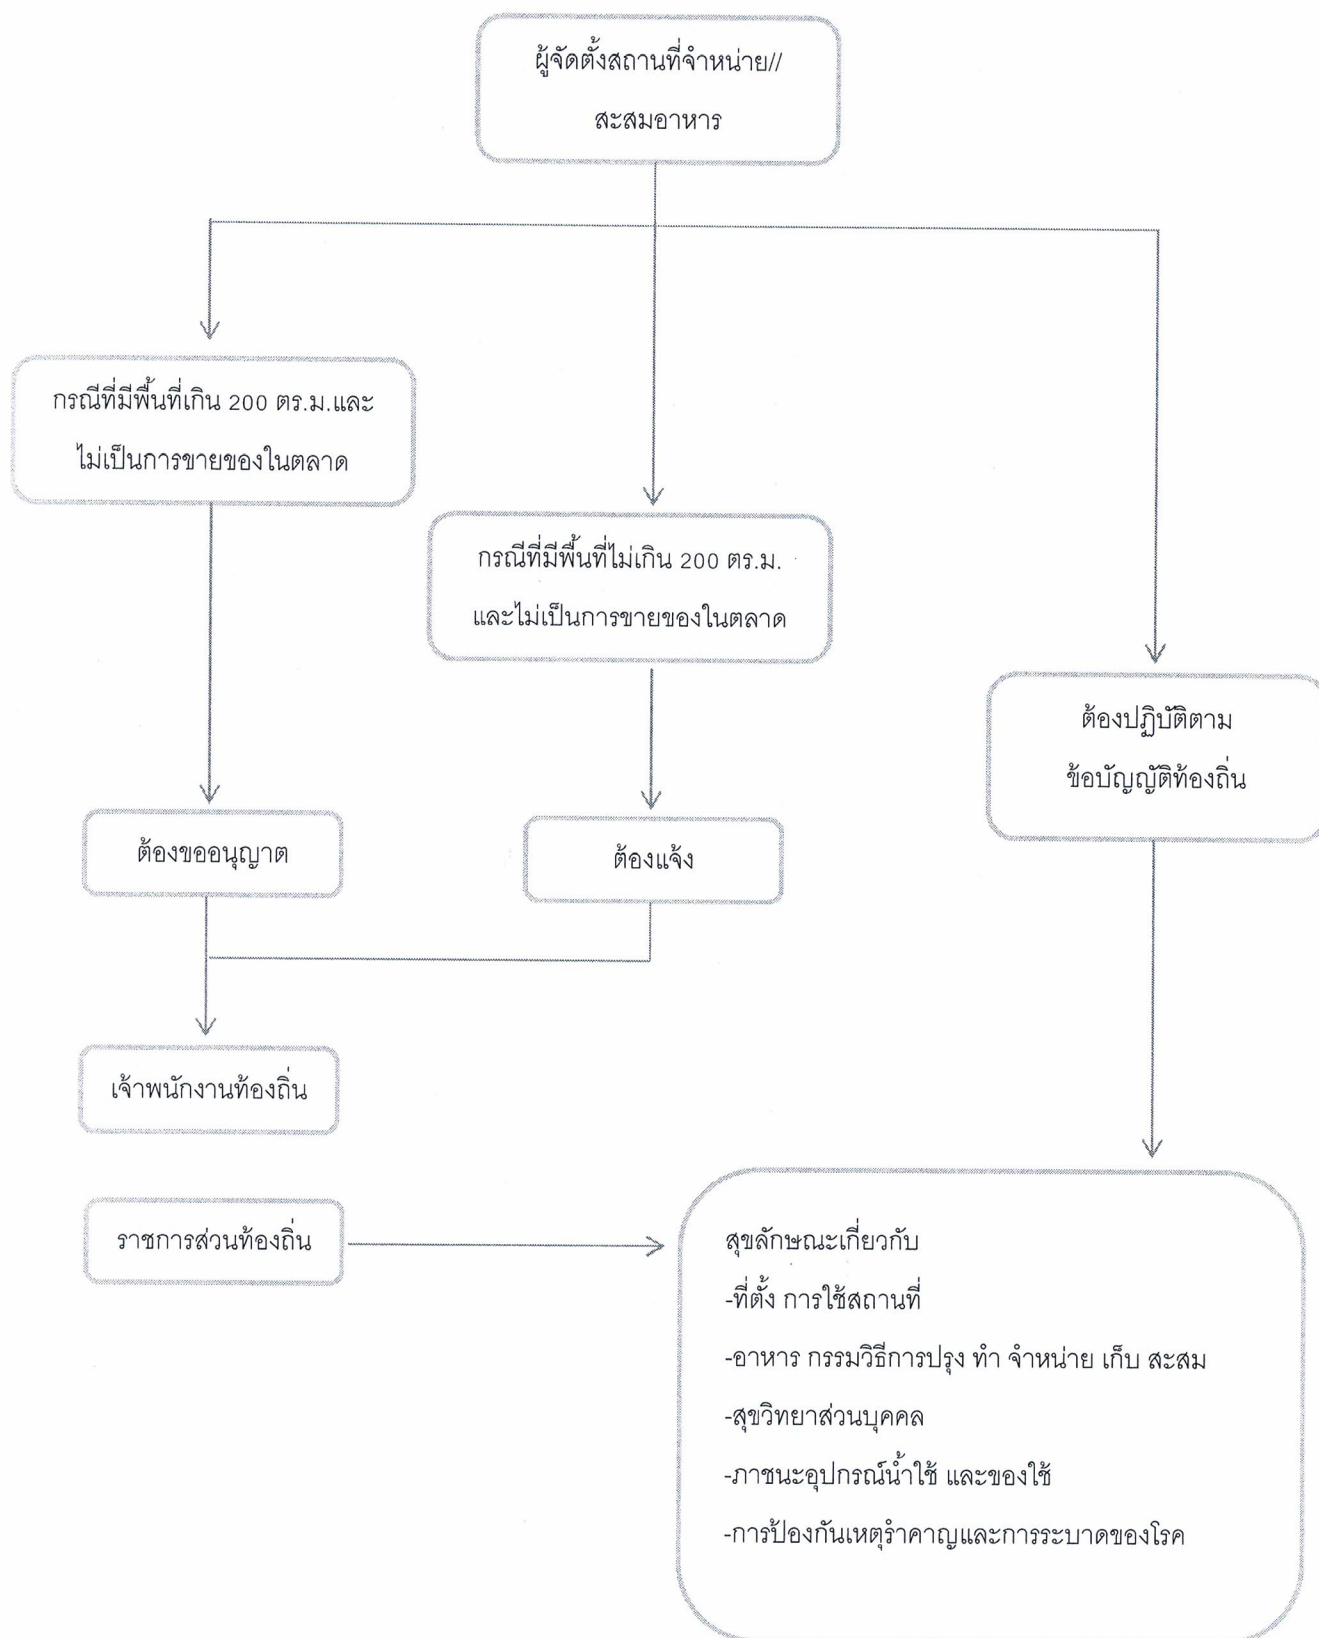 ผู้จัดตั้งสถานที่จำหน่าย//
สะสมอาหาร
กรณีที่มีพื้นที่เกิน 200 ตร.ม.และ
ไม่เป็นการขายของในตลาด
กรณีที่มีพื้นที่ไม่เกิน 200 ตร.ม.
และไม่เป็นการขายของในตลาด
ต้องปฏิบัติตาม
ข้อบัญญัติท้องถิ่น
ต้องขออนุญาต
ต้องแจ้ง
เจ้าพนักงานท้องถิ่น
ราชการส่วนท้องถิ่น
สุขลักษณะเกี่ยวกับ
-ที่ตั้ง การใช้สถานที่
-อาหาร กรรมวิธีการปรุง ทำ จำหน่าย เก็บ สะสม
-สุขวิทยาส่วนบุคคล
-ภาชนะอุปกรณ์น้ำใช้ และของใช้
-การป้องกันเหตุรำคาญและการระบาดของโรค